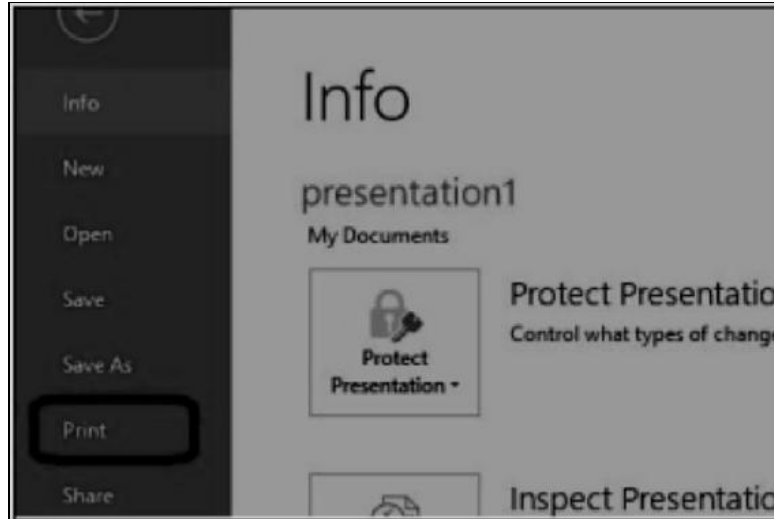 Info
New
Open
Save
Save As
Print
Share
Info
presentation1
My Documents
Protect
Presentation
Protect Presentatio
Control what types of change
Inspect Presentatio